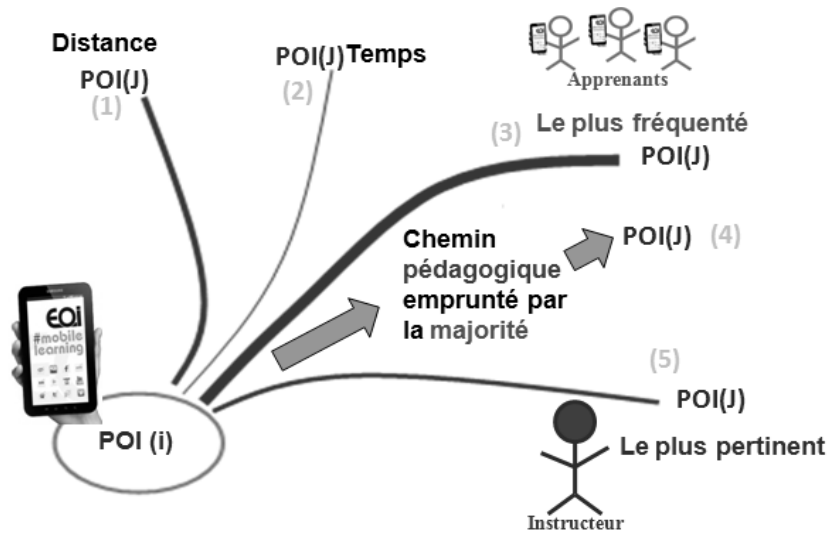 Distance
POI(J)
(1)
POI(J) Temps
(2)
Apprenants
(3) Le plus fréquenté
POI(J)
POI(J) (4)
Chemin
pédagogique
emprunté par
la majorité
EQi
#mobile
learning
POI (i)
(5)
POI(J)
Le plus pertinent
Instructeur